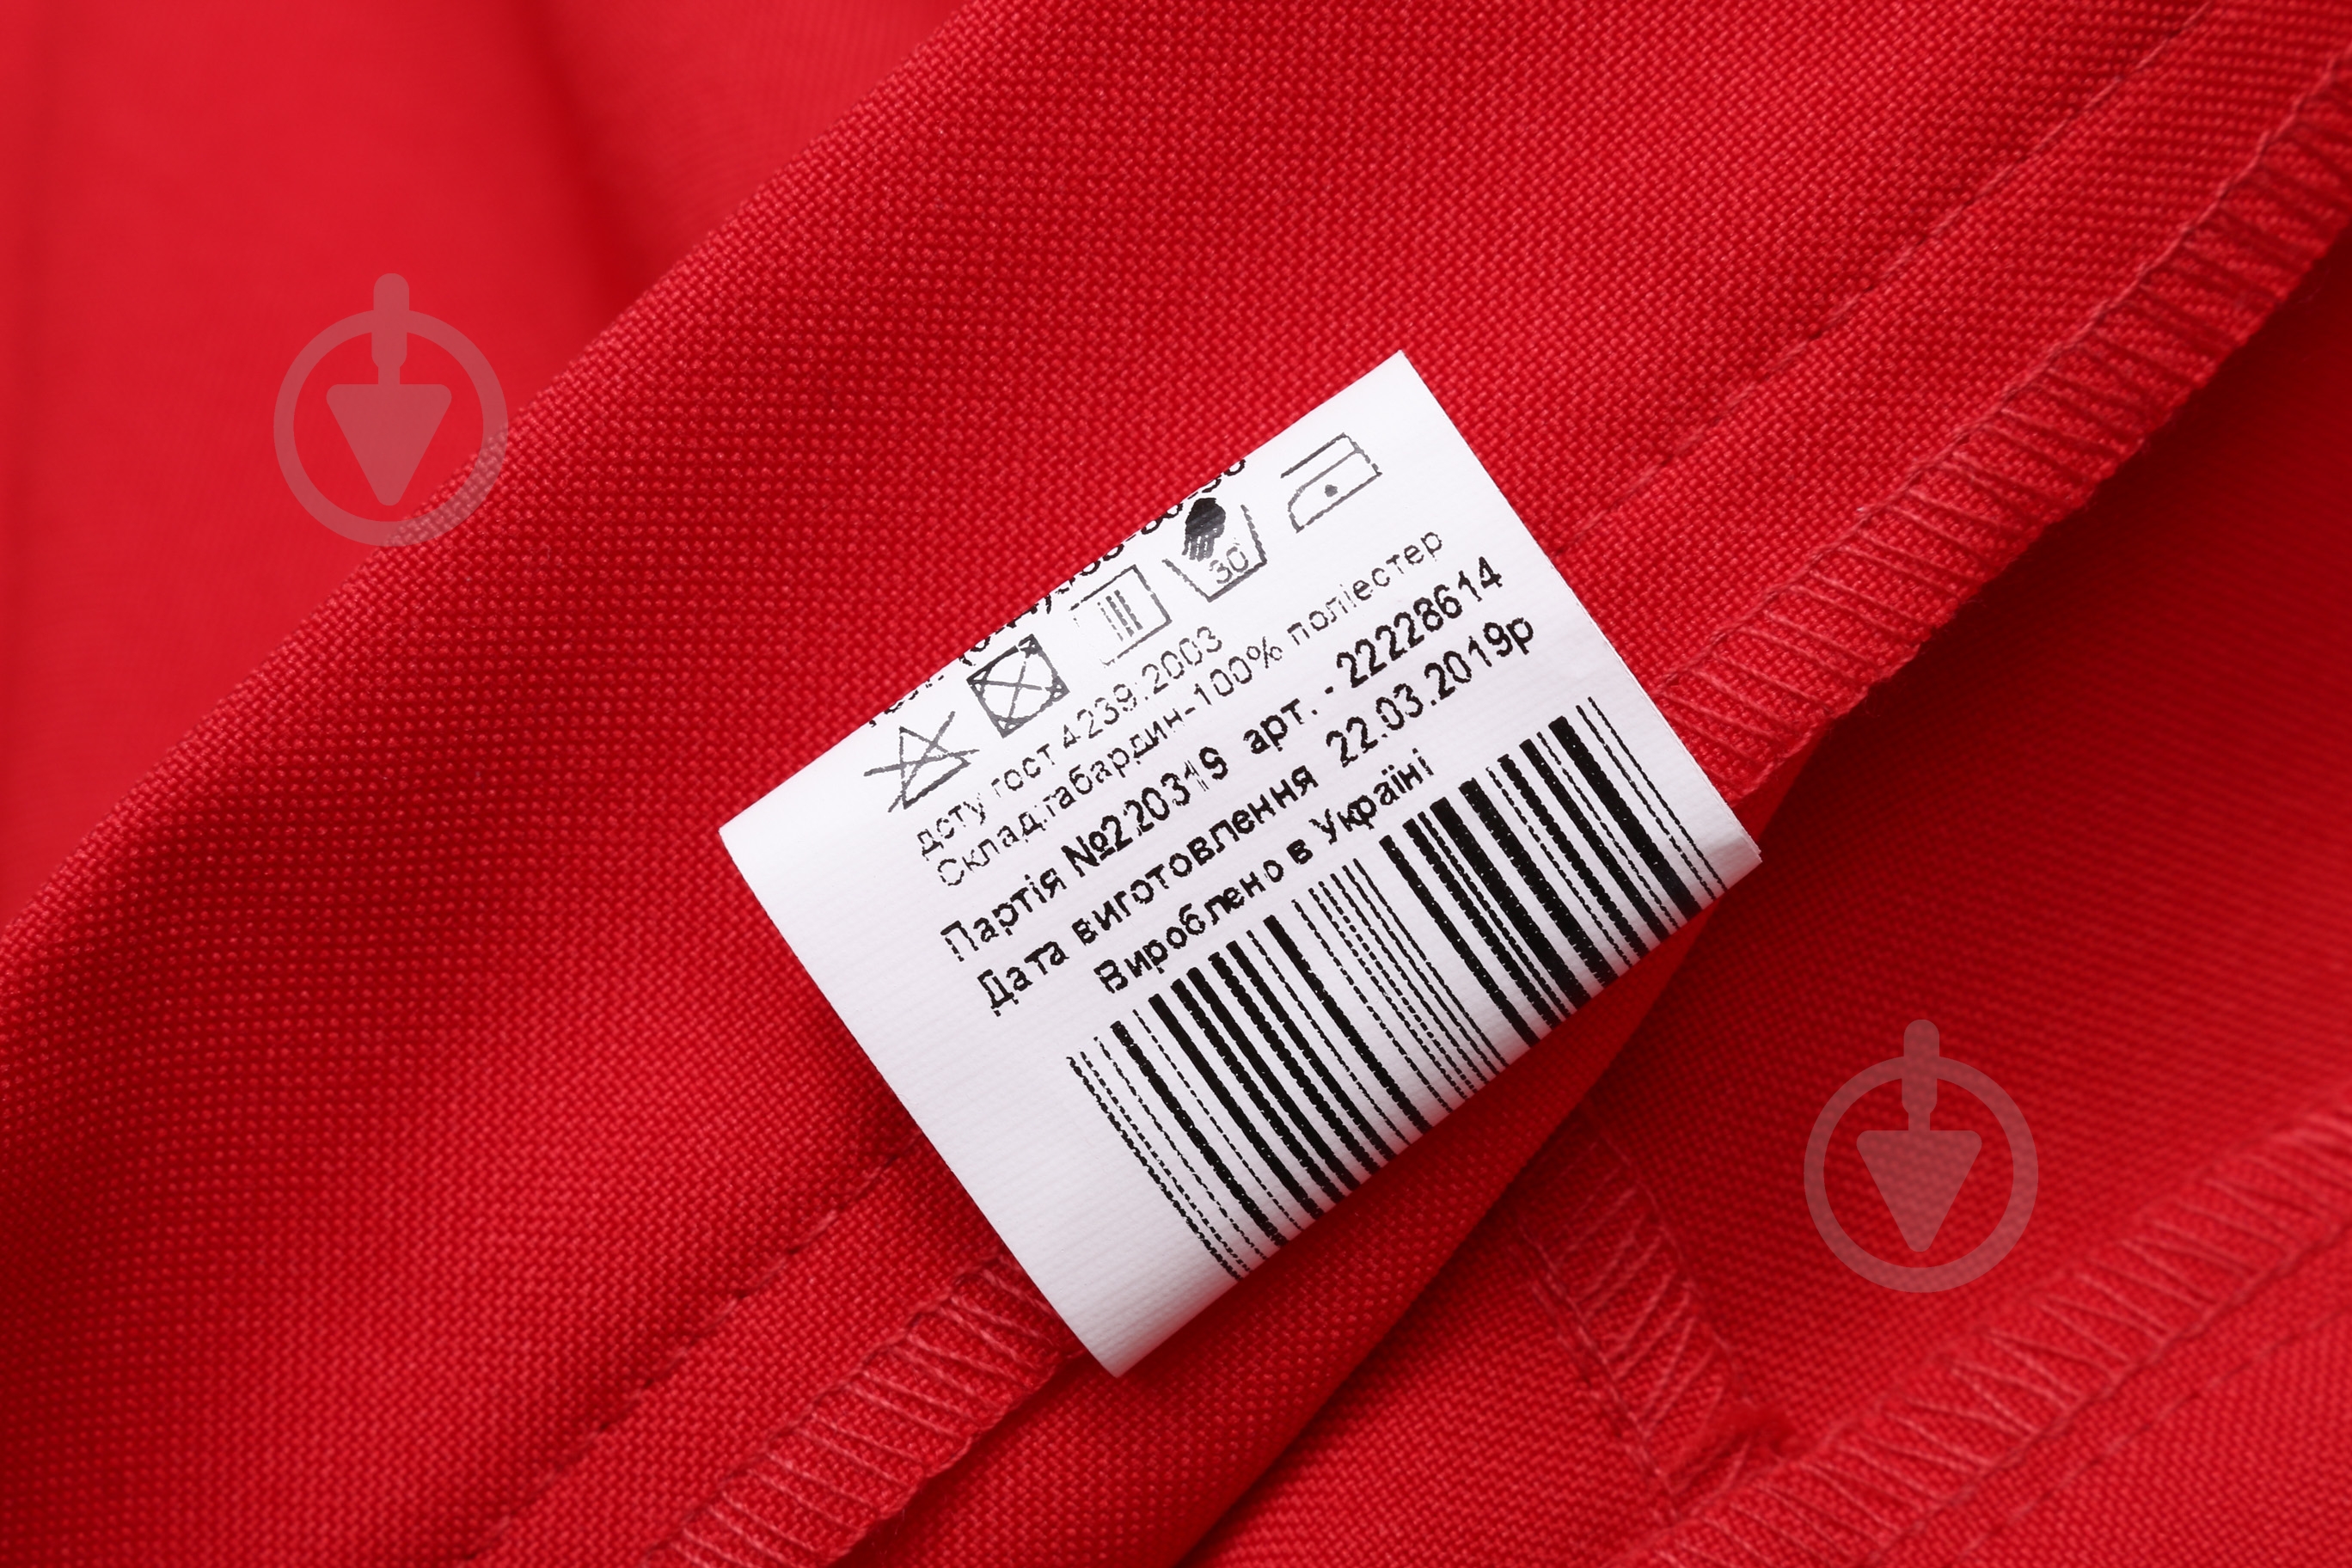 30
дсту гост 4239:2003
Склад:габардин-100% поліестер
Партія №220319 арт. - 22228614
Дата виготовлення 22.03.2019р
Вироблено в Україні